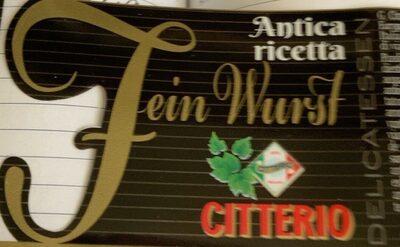 Antica
ricetta
Fein Wurst
CITTERIO
DELICATESSEN